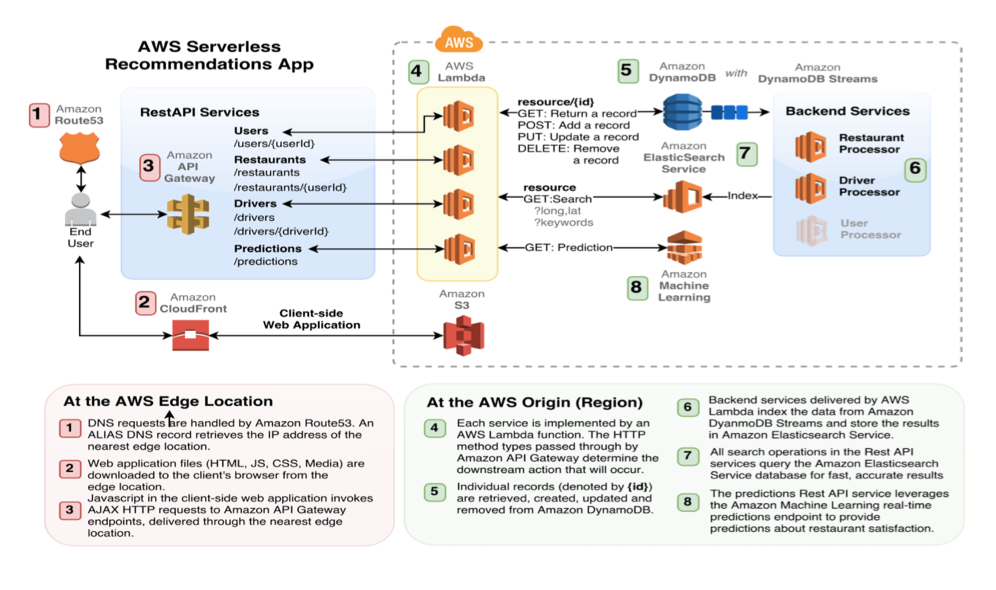 AWS Serverless
Recommendations App
AWS
1
Amazon
Route53
End
User
RestAPI Services
3
Amazon
API
Gateway
Users
/users/{userId}
Restaurants
/restaurants
/restaurants/{userId}
Drivers
/drivers
/drivers/{driverId}
Predictions
/predictions
2
Amazon
CloudFront
Client-side
Web Application
4
AWS
Lambda
Amazon
S3
resource/{id}
GET: Return a record
POST: Add a record
PUT: Update a record
DELETE: Remove
a record
resource
GET:Search
?long,lat
?keywords
GET: Prediction
5
Amazon
DynamoDB
with
Amazon
DynamoDB Streams
Amazon
ElasticSearch
Service
7
Index
8
Amazon
Machine
Learning
Backend Services
Restaurant
Processor
Driver
Processor
6
User
Processor
At the AWS Edge Location
1
DNS requests are handled by Amazon Route53. An
ALIAS DNS record retrieves the IP address of the
nearest edge location.
2
Web application files (HTML, JS, CSS, Media) are
downloaded to the client's browser from the
edge location.
3
Javascript in the client-side web application invokes
AJAX HTTP requests to Amazon API Gateway
endpoints, delivered through the nearest edge
location.
At the AWS Origin (Region)
4
Each service is implemented by an
AWS Lambda function. The HTTP
method types passed through by
Amazon API Gateway determine the
downstream action that will occur.
5
Individual records (denoted by {id})
are retrieved, created, updated and
removed from Amazon DynamoDB.
6
Backend services delivered by AWS
Lambda index the data from Amazon
DyanmoDB Streams and store the results
in Amazon Elasticsearch Service.
7
All search operations in the Rest API
services query the Amazon Elasticsearch
Service database for fast, accurate results
8
The predictions Rest API service leverages
the Amazon Machine Learning real-time
predictions endpoint to provide
predictions about restaurant satisfaction.